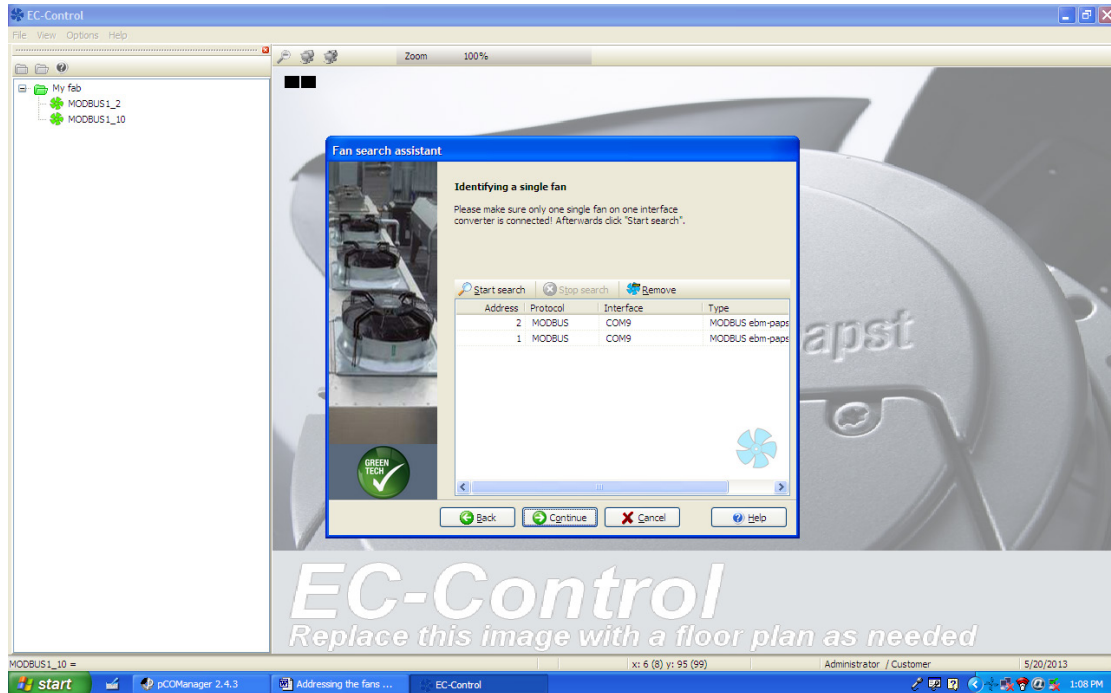 EC-Control
File View Options Help
Zoom 100%
My fab
MODBUS1_2
MODBUS1_10
Fan search assistant
Identifying a single fan
Please make sure only one single fan on one interface
converter is connected! Afterwards click "Start search".
Start search Stop search Remove
Address Protocol Interface Type
2 MODBUS COM9 MODBUS ebm-paps
1 MODBUS COM9 MODBUS ebm-paps
apst
GREEN
TECH
Back Continue Cancel Help
EC-Control
Replace this image with a floor plan as needed
MODBUS1_10 = x: 6 (8) y: 95 (99) Administrator / Customer 5/20/2013
start pCOManager 2.4.3 Addressing the fans ... EC-Control 1:08 PM